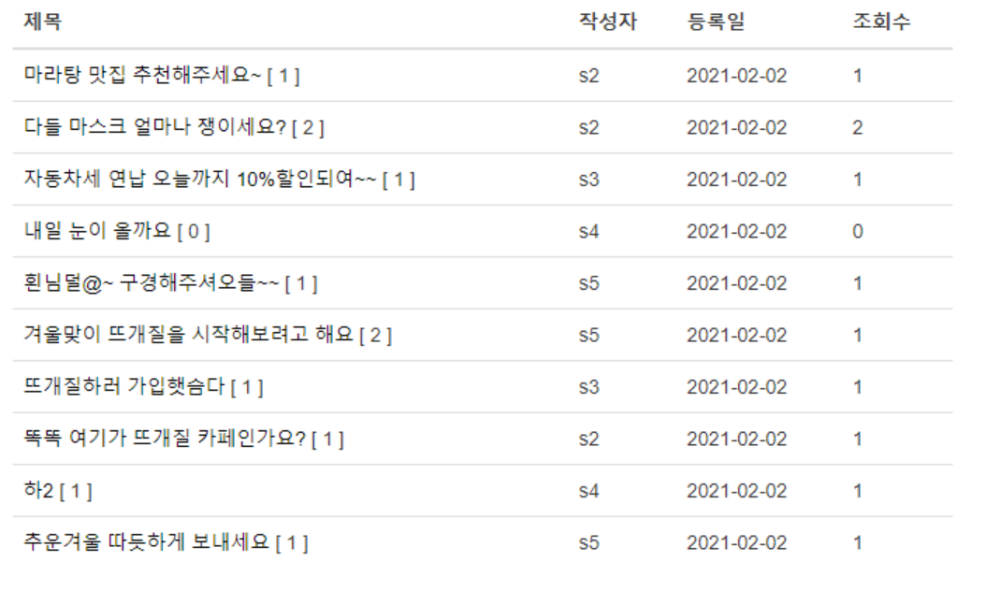 제목 작성자 등록일 조회수
마라탕 맛집 추천해주세요~ [ 1 ] s2 2021-02-02 1
다들 마스크 얼마나 쟁이세요? [ 2 ] s2 2021-02-02 2
자동차세 연납 오늘까지 10%할인되여~~ [ 1 ] s3 2021-02-02 1
내일 눈이 올까요 [ 0 ] s4 2021-02-02 0
횐님덜@~ 구경해주셔오들~~ [ 1 ] s5 2021-02-02 1
겨울맞이 뜨개질을 시작해보려고 해요 [ 2 ] s5 2021-02-02 1
뜨개질하러 가입햇슴다 [ 1 ] s3 2021-02-02 1
똑똑 여기가 뜨개질 카페인가요? [ 1 ] s2 2021-02-02 1
하2 [ 1 ] s4 2021-02-02 1
추운겨울 따듯하게 보내세요 [ 1 ] s5 2021-02-02 1